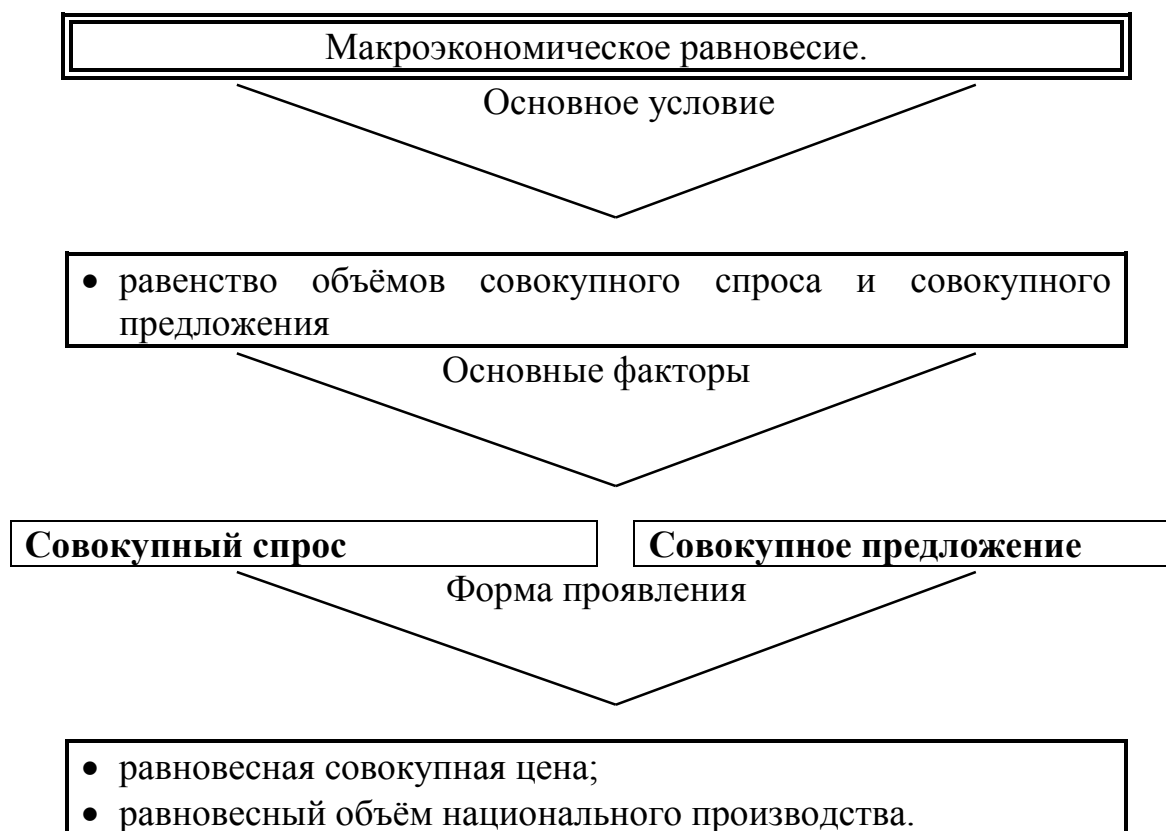 Макроэкономическое равновесие.
Основное условие
• равенство объёмов совокупного спроса и совокупного
предложения
Основные факторы
Совокупный спрос
Совокупное предложение
Форма проявления
• равновесная совокупная цена;
• равновесный объём национального производства.